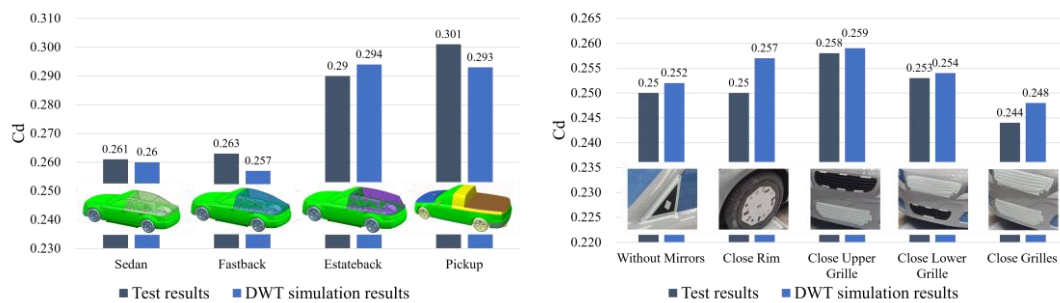 0.310
0.300
0.290
0.280
0.270
0.260
0.250
0.240
0.230
Cd
0.261
0.26
0.263
0.257
0.29
0.294
0.301
0.293
Sedan
Fastback
Estateback
Pickup
Test results
DWT simulation results
0.265
0.260
0.255
0.250
0.245
0.240
0.235
0.230
0.225
0.220
Cd
0.25
0.252
0.25
0.257
0.258
0.259
0.253
0.254
0.244
0.248
Without Mirrors
Close Rim
Close Upper
Grille
Close Lower
Grille
Close Grilles
Test results
DWT simulation results